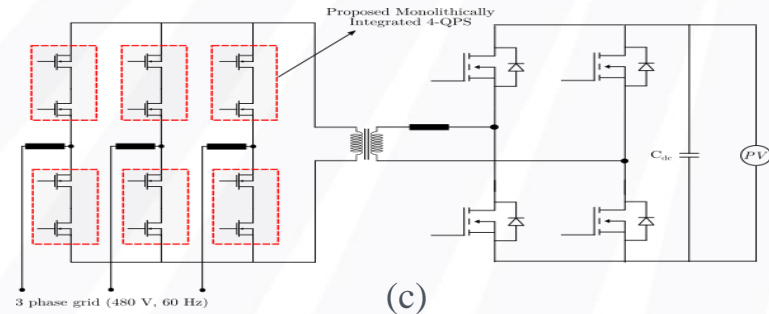 Proposed Monolithically
Integrated 4-QPS
C_dc
PV
3 phase grid (480 V, 60 Hz)
(c)